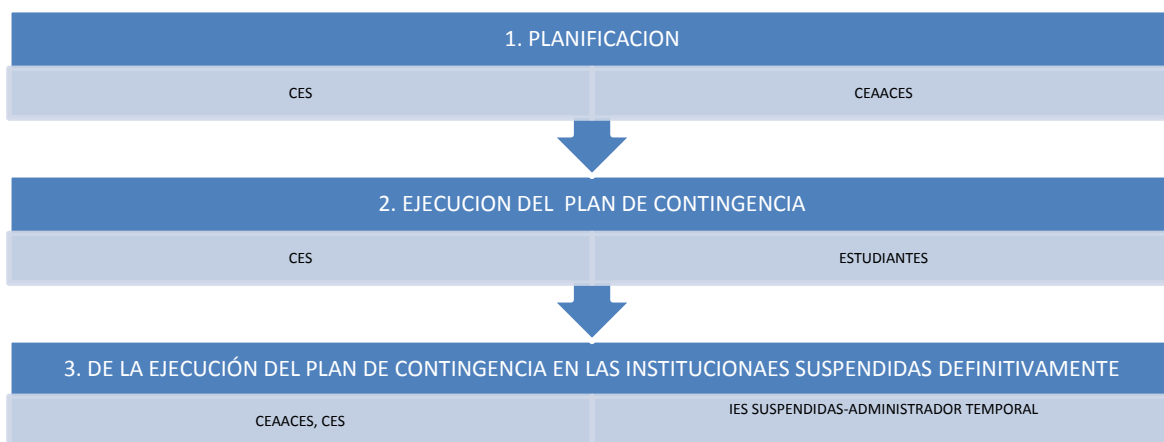 1. PLANIFICACION
CES
CEAACES
2. EJECUCION DEL PLAN DE CONTINGENCIA
CES
ESTUDIANTES
3. DE LA EJECUCIÓN DEL PLAN DE CONTINGENCIA EN LAS INSTITUCIONAES SUSPENDIDAS DEFINITIVAMENTE
CEAACES, CES
IES SUSPENDIDAS-ADMINISTRADOR TEMPORAL